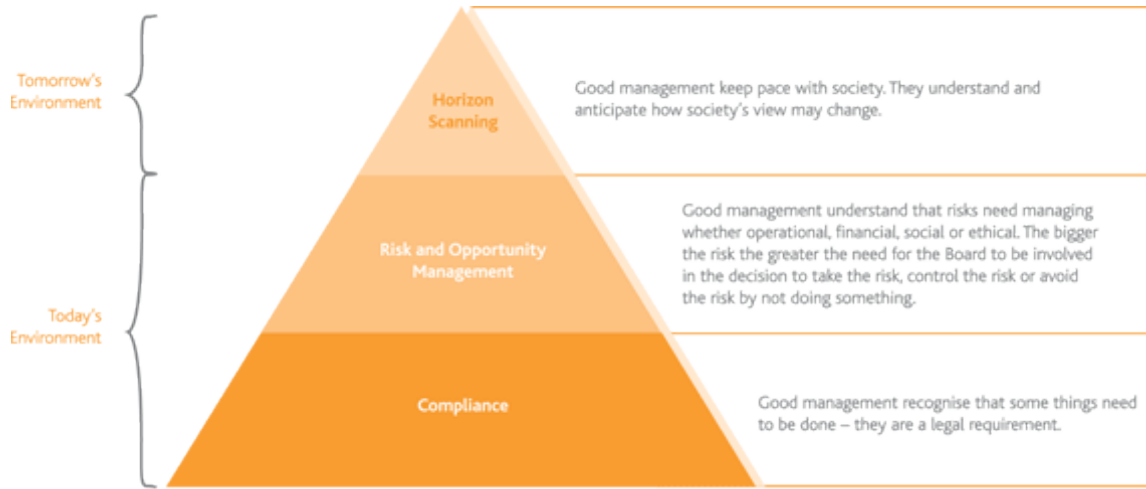 Tomorrow's
Environment
Horizon
Scanning
Good management keep pace with society. They understand and
anticipate how society's view may change.
Today's
Environment
Risk and Opportunity
Management
Good management understand that risks need managing
whether operational, financial, social or ethical. The bigger
the risk the greater the need for the Board to be involved
in the decision to take the risk, control the risk or avoid
the risk by not doing something.
Compliance
Good management recognise that some things need
to be done – they are a legal requirement.